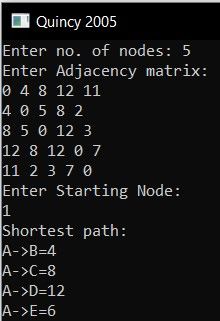 Quincy 2005
Enter no. of nodes: 5
Enter Adjacency matrix:
0 4 8 12 11
4 0 5 8 2
8 5 0 12 3
12 8 12 0 7
11 2 3 7 0
Enter Starting Node:
1
Shortest path:
A->B=4
A->C=8
A->D=12
A->E=6